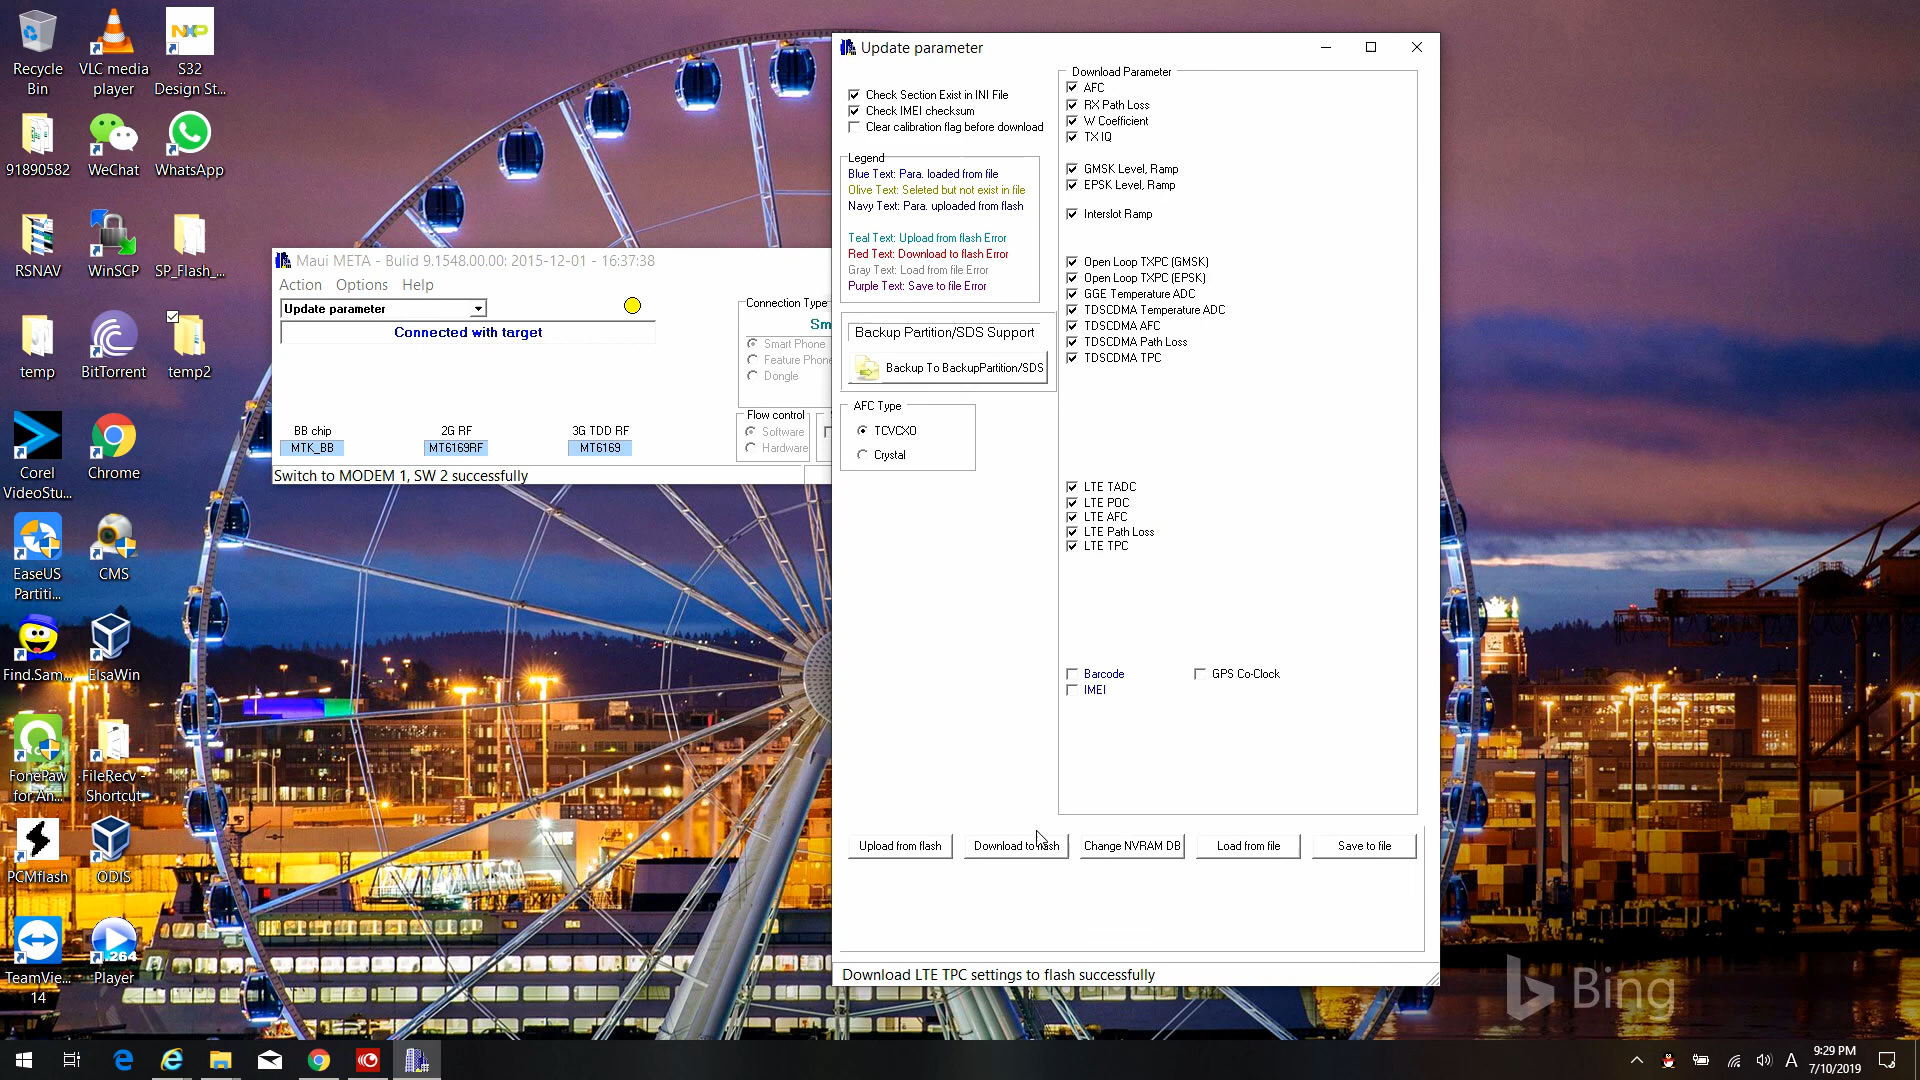 Recycle
Bin
VLC media
player
NXP
S32
Design St...
91890582
WeChat
WhatsApp
RSNAV
WinSCP
SP_Flash_...
temp
BitTorrent
temp2
Corel
VideoStu...
Chrome
EaseUS
Partiti...
CMS
Find.Sam...
ElsaWin
FonePaw
for An...
FileRecv -
Shortcut
PCMflash
ODIS
TeamVie...
14
.264
Player
Maui META - Bulid 9.1548.00.00: 2015-12-01 - 16:37:38
Action Options Help
Update parameter
Connected with target
Connection Type
Sm
Smart Phone
Feature Phone
Dongle
Flow control
Software
Hardware
BB chip
MTK_BB
2G RF
MT6169RF
3G TDD RF
MT6169
Switch to MODEM 1, SW 2 successfully
Update parameter
Check Section Exist in INI File
Check IMEI checksum
Clear calibration flag before download
Legend
Blue Text: Para. loaded from file
Olive Text: Seleted but not exist in file
Navy Text: Para. uploaded from flash
Teal Text: Upload from flash Error
Red Text: Download to flash Error
Gray Text: Load from file Error
Purple Text: Save to file Error
Backup Partition/SDS Support
Backup To BackupPartition/SDS
AFC Type
TCVCXO
Crystal
Download Parameter
AFC
RX Path Loss
W Coefficient
TX IQ
GMSK Level, Ramp
EPSK Level, Ramp
Interslot Ramp
Open Loop TXPC (GMSK)
Open Loop TXPC (EPSK)
GGE Temperature ADC
TDSCDMA Temperature ADC
TDSCDMA AFC
TDSCDMA Path Loss
TDSCDMA TPC
LTE TADC
LTE POC
LTE AFC
LTE Path Loss
LTE TPC
Barcode
GPS Co-Clock
IMEI
Upload from flash
Download to flash
Change NVRAM DB
Load from file
Save to file
Download LTE TPC settings to flash successfully
Bing
A
9:29 PM
7/10/2019